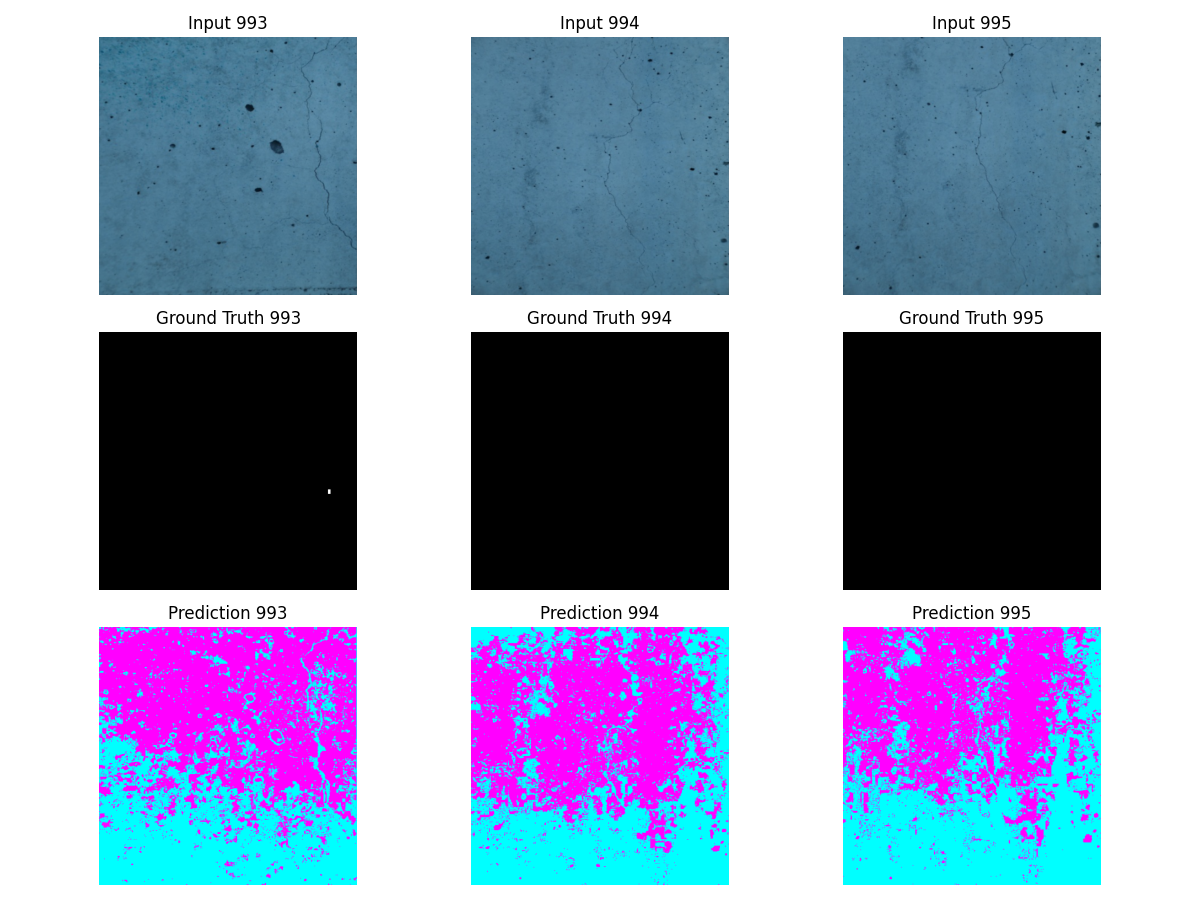 Input 993
Input 994
Input 995
Ground Truth 993
Ground Truth 994
Ground Truth 995
Prediction 993
Prediction 994
Prediction 995